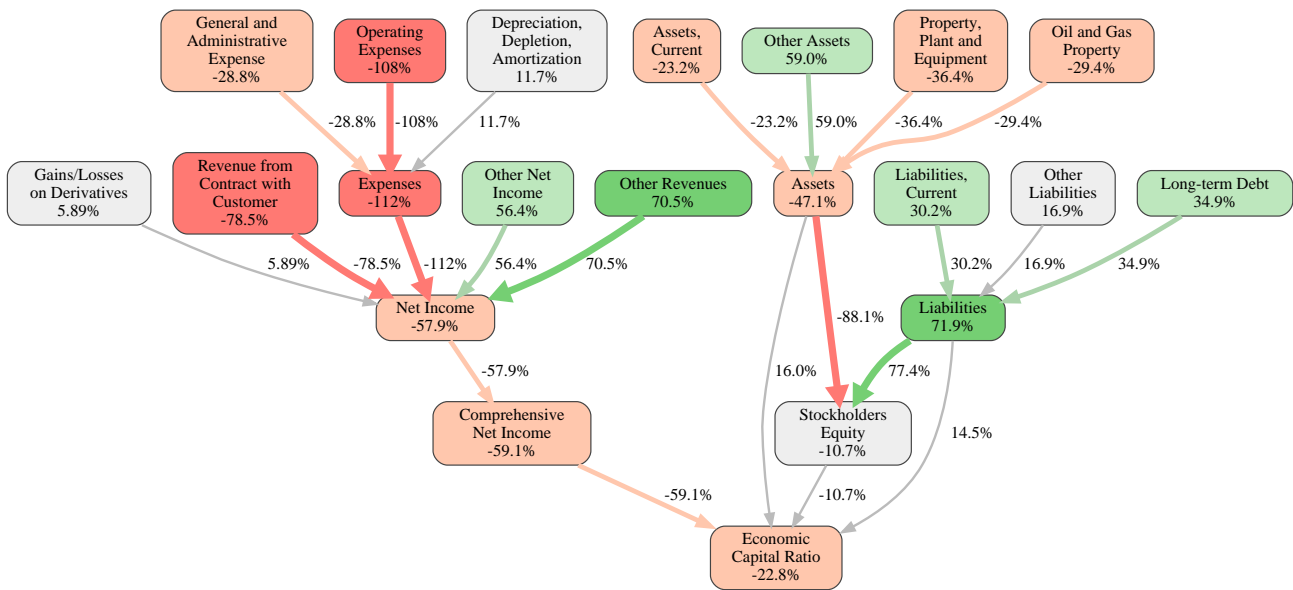 General and
Administrative
Expense
-28.8%
Operating
Expenses
-108%
Depreciation,
Depletion,
Amortization
11.7%
Assets,
Current
-23.2%
Other Assets
59.0%
Property,
Plant and
Equipment
-36.4%
Oil and Gas
Property
-29.4%
-28.8%
-108%
11.7%
-23.2%
59.0%
-36.4%
-29.4%
Gains/Losses
on Derivatives
5.89%
Revenue from
Contract with
Customer
-78.5%
Expenses
-112%
Other Net
Income
56.4%
Other Revenues
70.5%
Assets
-47.1%
Liabilities,
Current
30.2%
Other
Liabilities
16.9%
Long-term Debt
34.9%
5.89%
-78.5%
-112%
56.4%
70.5%
30.2%
16.9%
34.9%
Net Income
-57.9%
-88.1%
Liabilities
71.9%
-57.9%
16.0%
77.4%
Comprehensive
Net Income
-59.1%
Stockholders
Equity
-10.7%
14.5%
-59.1%
-10.7%
Economic
Capital Ratio
-22.8%